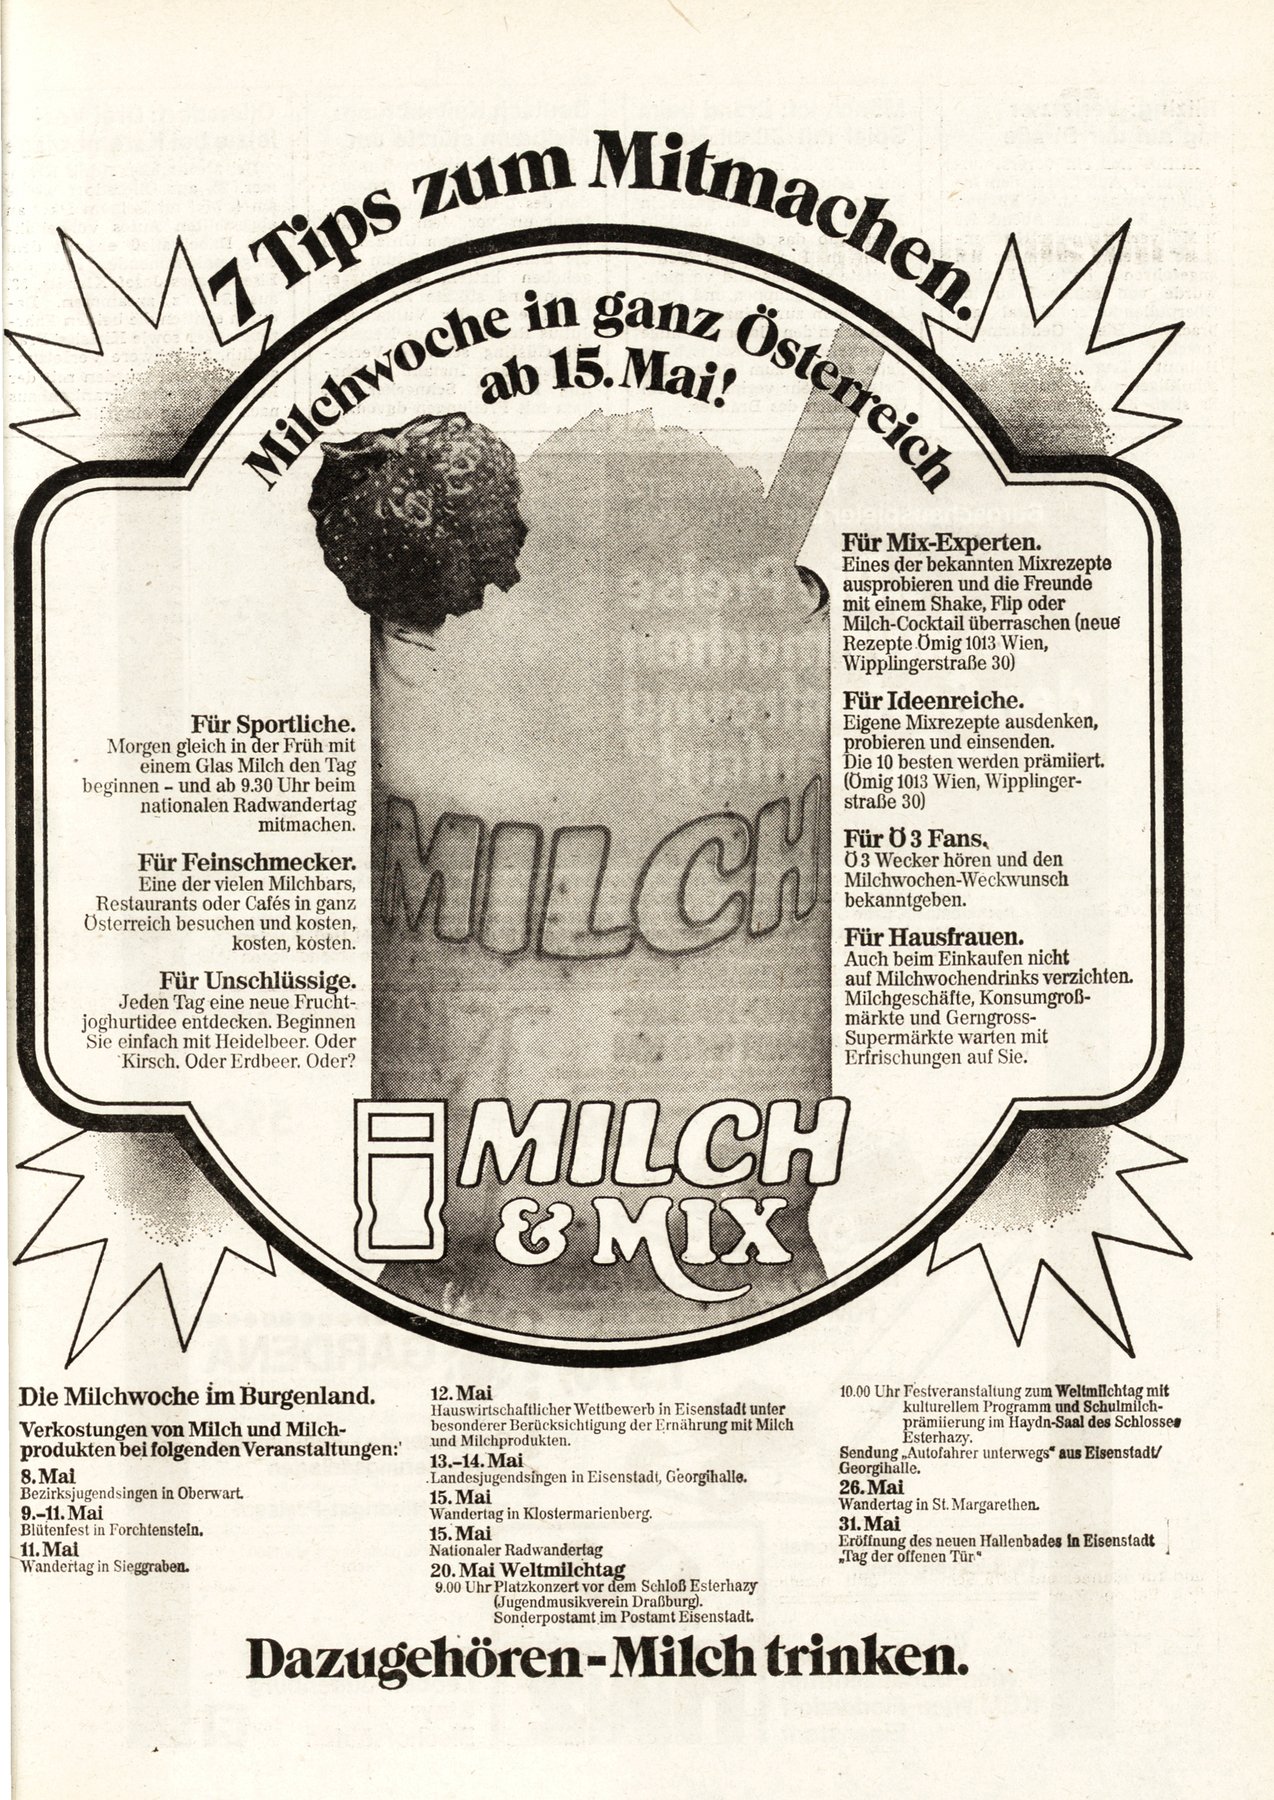 7 Tips zum Mitmachen.
Milchwoche in ganz Österreich
ab 15. Mai!
Für Sportliche.
Morgen gleich in der Früh mit
einem Glas Milch den Tag
beginnen – und ab 9.30 Uhr beim
nationalen Radwandertag
mitmachen.
Für Feinschmecker.
Eine der vielen Milchbars,
Restaurants oder Cafés in ganz
Österreich besuchen und kosten,
kosten, kosten.
Für Unschlüssige.
Jeden Tag eine neue Frucht-
joghurtidee entdecken. Beginnen
Sie einfach mit Heidelbeer. Oder
Kirsch. Oder Erdbeer. Oder?
MILCH
Für Mix-Experten.
Eines der bekannten Mixrezepte
ausprobieren und die Freunde
mit einem Shake, Flip oder
Milch-Cocktail überraschen (neue
Rezepte Ömig 1013 Wien,
Wipplingerstraße 30)
Für Ideenreiche.
Eigene Mixrezepte ausdenken,
probieren und einsenden.
Die 10 besten werden prämiiert.
(Ömig 1013 Wien, Wipplinger-
straße 30)
Für Ö 3 Fans.
Ö 3 Wecker hören und den
Milchwochen-Weckwunsch
bekanntgeben.
Für Hausfrauen.
Auch beim Einkaufen nicht
auf Milchwochendrinks verzichten.
Milchgeschäfte, Konsumgroß-
märkte und Gerngross-
Supermärkte warten mit
Erfrischungen auf Sie.
MILCH
& MIX
Die Milchwoche im Burgenland.
Verkostungen von Milch und Milch-
produkten bei folgenden Veranstaltungen:
8. Mai
Bezirksjugendsingen in Oberwart.
9.–11. Mai
Blütenfest in Forchtenstein.
11. Mai
Wandertag in Sieggraben.
12. Mai
Hauswirtschaftlicher Wettbewerb in Eisenstadt unter
besonderer Berücksichtigung der Ernährung mit Milch
und Milchprodukten.
13.–14. Mai
Landesjugendsingen in Eisenstadt, Georgihalle.
15. Mai
Wandertag in Klostermarienberg.
15. Mai
Nationaler Radwandertag
20. Mai Weltmilchtag
9.00 Uhr Platzkonzert vor dem Schloß Esterhazy
(Jugendmusikverein Draßburg).
Sonderpostamt im Postamt Eisenstadt.
10.00 Uhr Festveranstaltung zum Weltmilchtag mit
kulturellem Programm und Schulmilch-
prämiierung im Haydn-Saal des Schlosses
Esterhazy.
Sendung „Autofahrer unterwegs“ aus Eisenstadt/
Georgihalle.
26. Mai
Wandertag in St. Margarethen.
31. Mai
Eröffnung des neuen Hallenbades in Eisenstadt
„Tag der offenen Tür“
Dazugehören - Milch trinken.